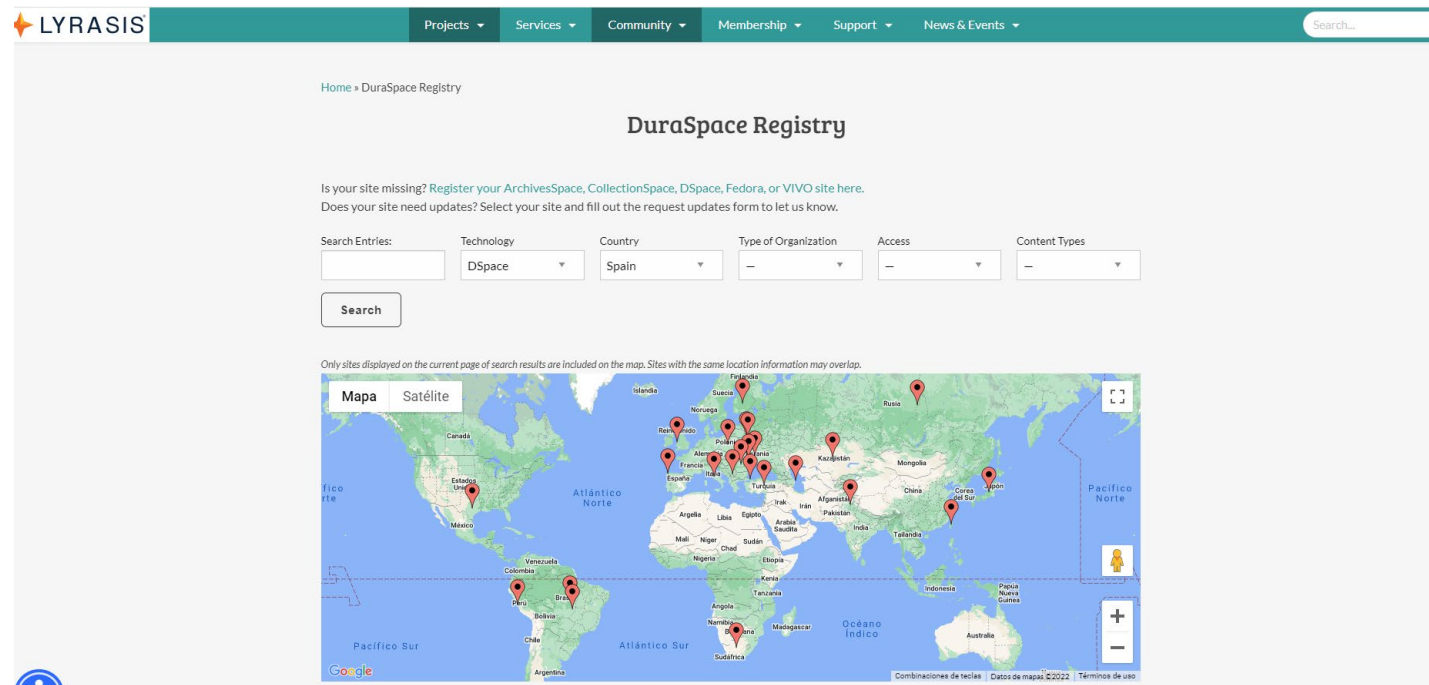 LYRASIS
Projects Services Community Membership Support News & Events Search...
Home » DuraSpace Registry
DuraSpace Registry
Is your site missing? Register your ArchivesSpace, CollectionSpace, DSpace, Fedora, or VIVO site here.
Does your site need updates? Select your site and fill out the request updates form to let us know.
Search Entries: Technology Country Type of Organization Access Content Types
DSpace Spain — — —
Search
Only sites displayed on the current page of search results are included on the map. Sites with the same location information may overlap.
Mapa Satélite
Finlandia
Islandia
Suecia
Rusia
Noruega
Canadá
Francia
España
Turquía
Mongolia
China
Corea
del Sur
Japón
Estados
Atlántico
Norte
Pacífico
Norte
Irak
Irán
Afganistán
Pakistán
Argelia
Libia
Egipto
Arabia
Saudita
India
Tailandia
México
Malí
Níger
Chad
Sudán
Nigeria
Etiopía
Venezuela
Colombia
Kenia
Tanzania
Indonesia
Papúa
Nueva
Guinea
Perú
Bolivia
Angola
Namibia
Madagascar
Océano
Índico
Australia
Chile
Pacífico Sur
Atlántico Sur
Sudáfrica
Argentina
Google
Combinaciones de teclas Datos de mapas ©2022 Términos de uso